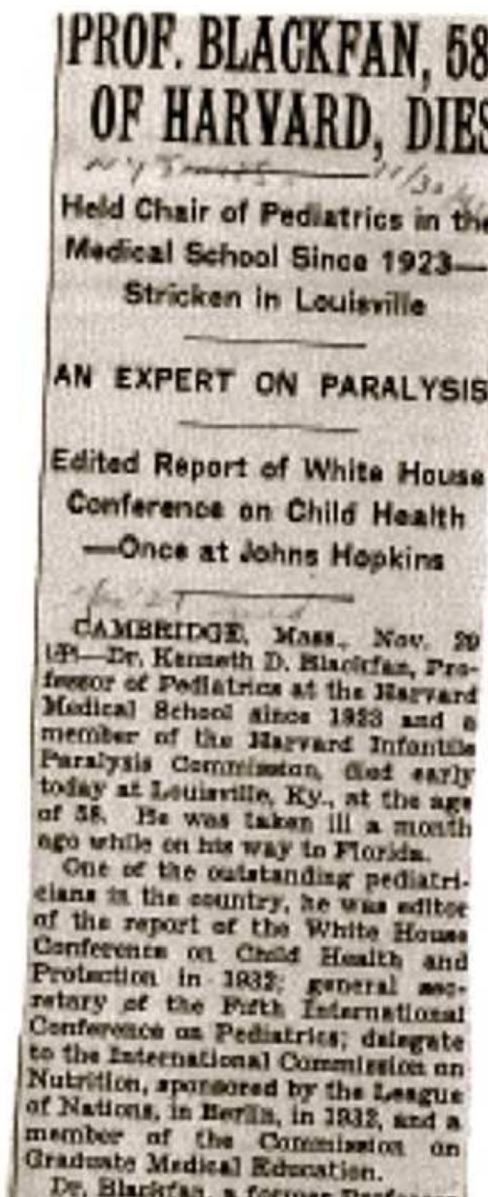 PROF. BLACKFAN, 58
OF HARVARD, DIES
11/30/41
Held Chair of Pediatrics in the
Medical School Since 1923—
Stricken in Louisville
AN EXPERT ON PARALYSIS
Edited Report of White House
Conference on Child Health
—Once at Johns Hopkins
CAMBRIDGE, Mass., Nov. 29
(AP)—Dr. Kenneth D. Blackfan, Pro-
fessor of Pediatrics at the Harvard
Medical School since 1923 and a
member of the Harvard Infantile
Paralysis Commission, died early
today at Louisville, Ky., at the age
of 58. He was taken ill a month
ago while on his way to Florida.
One of the outstanding pediatri-
cians in the country, he was editor
of the report of the White House
Conference on Child Health and
Protection in 1932; general sec-
retary of the Fifth International
Conference on Pediatrics; delegate
to the International Commission on
Nutrition, sponsored by the League
of Nations, in Berlin, in 1932, and a
member of the Commission on
Graduate Medical Education.
Dr. Blackfan, a former